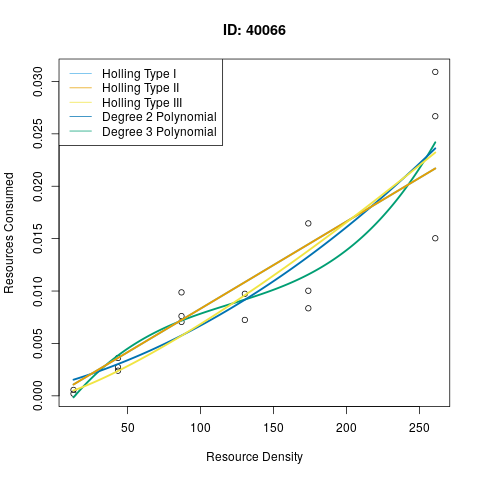 ID: 40066
Holling Type I
Holling Type II
Holling Type III
Degree 2 Polynomial
Degree 3 Polynomial
Resources Consumed
0.030
0.025
0.020
0.015
0.010
0.005
0.000
50 100 150 200 250
Resource Density